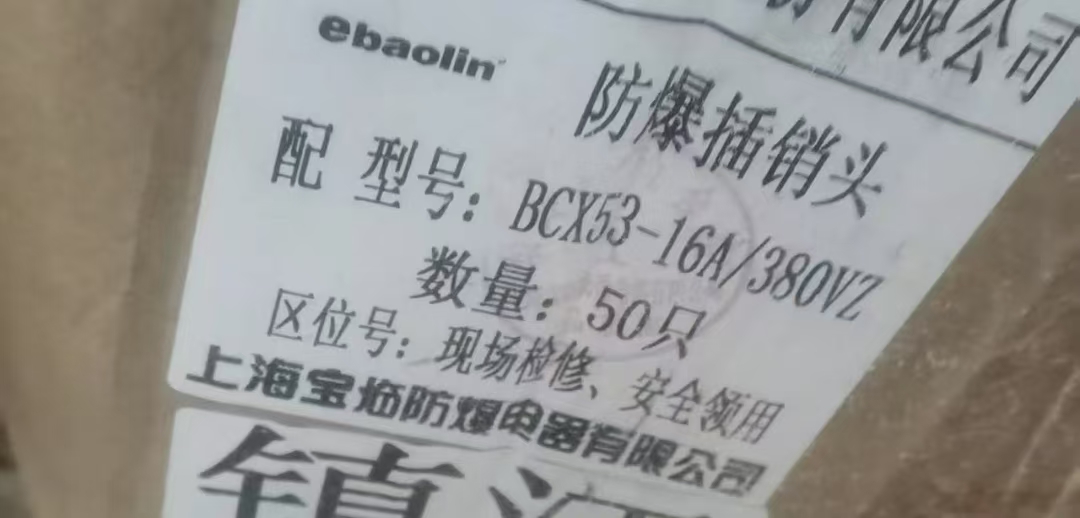 有限公司
ebaolin
防爆插销头
配 型号：BCX53-16A/380VZ
数量：50只
区位号：现场检修、安全领用
上海宝临防爆电器有限公司
镇